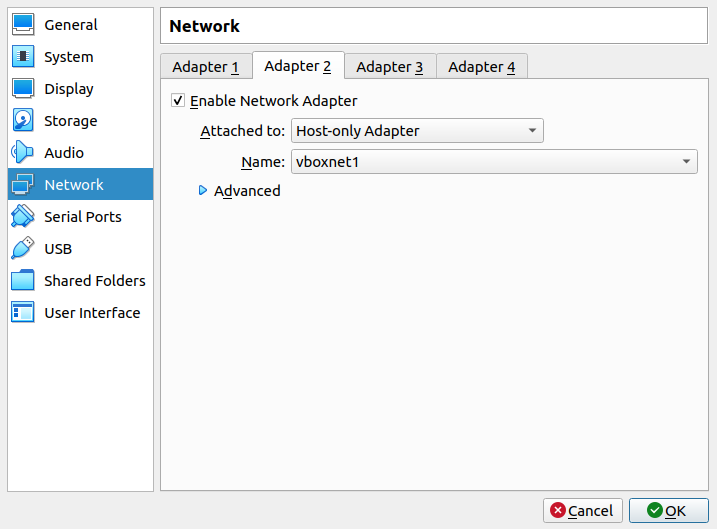 General
System
Display
Storage
Audio
Network
Serial Ports
USB
Shared Folders
User Interface
Network
Adapter 1 Adapter 2 Adapter 3 Adapter 4
Enable Network Adapter
Attached to: Host-only Adapter
Name: vboxnet1
Advanced
Cancel OK